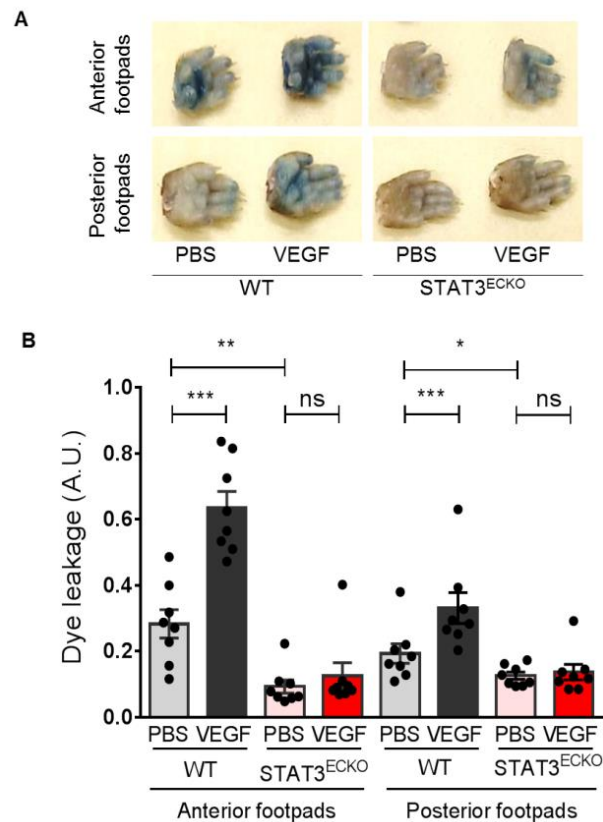 A
Anterior footpads
Posterior footpads
PBS VEGF PBS VEGF
WT STAT3ECKO
B
** *
*** ns *** ns
1.0
0.8
0.6
0.4
0.2
0.0
Dye leakage (A.U.)
PBS VEGF PBS VEGF PBS VEGF PBS VEGF
WT STAT3ECKO WT STAT3ECKO
Anterior footpads Posterior footpads